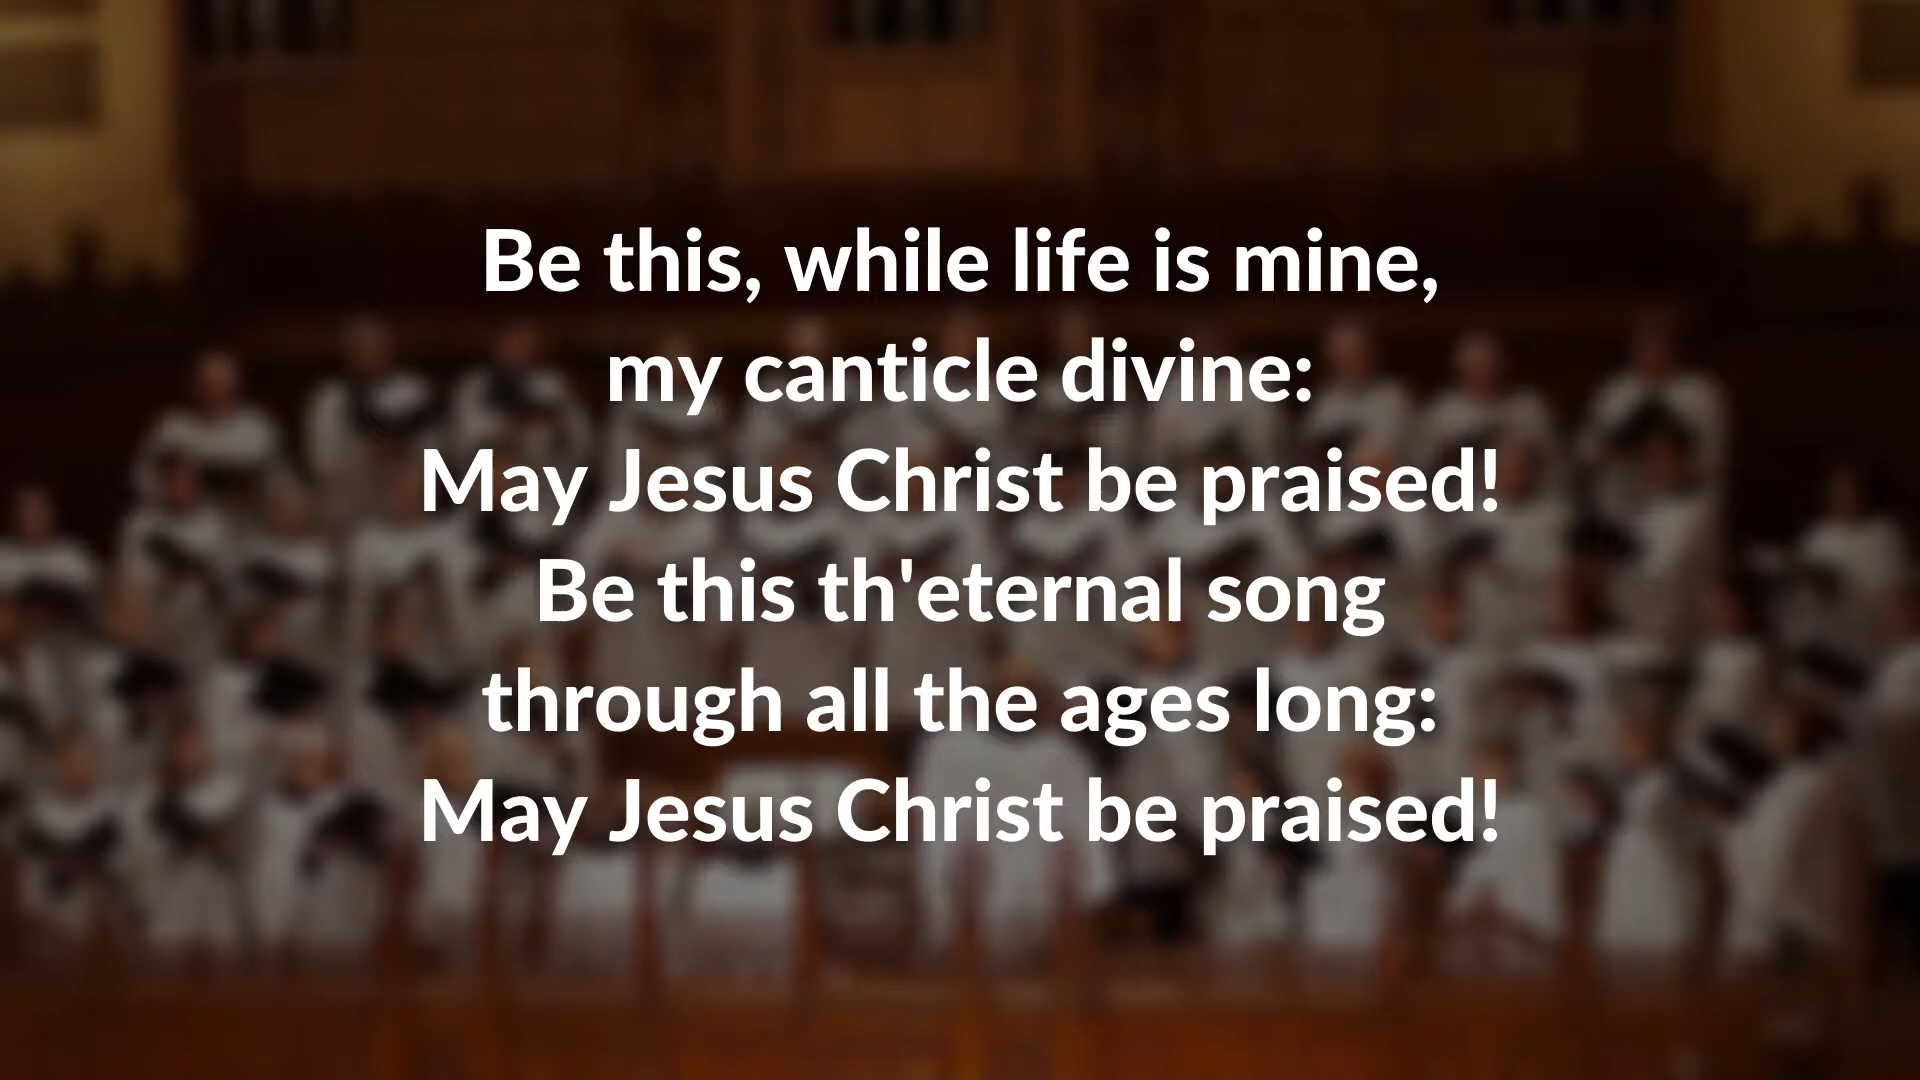 Be this, while life is mine,
my canticle divine:
May Jesus Christ be praised!
Be this th'eternal song
through all the ages long:
May Jesus Christ be praised!